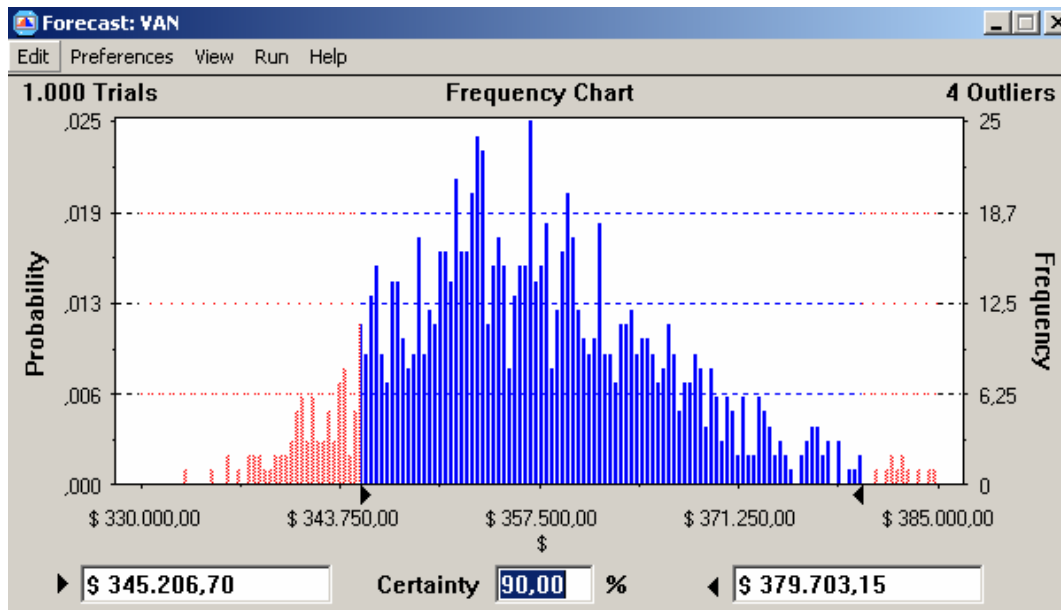 Forecast: VAN
Edit Preferences View Run Help
1.000 Trials Frequency Chart 4 Outliers
,025 25
,019 18,7
,013 12,5
,006 6,25
,000 0
Probability
Frequency
$ 330.000,00 $ 343.750,00 $ 357.500,00 $ 371.250,00 $ 385.000,00
$
$ 345.206,70 Certainty 90,00 % $ 379.703,15